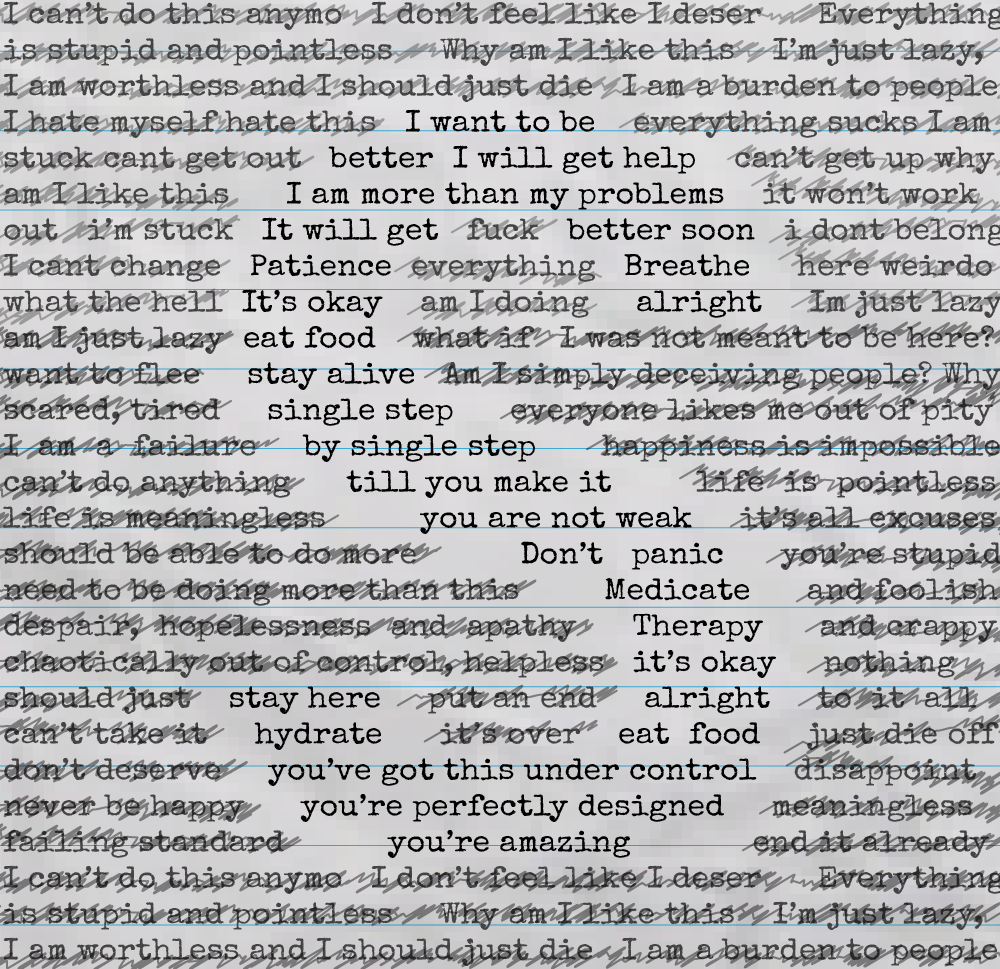 I can't do this anymo I don't feel like I deser Everything
is stupid and pointless Why am I like this I'm just lazy,
I am worthless and I should just die I am a burden to people
I hate myself hate this I want to be everything sucks I am
stuck cant get out better I will get help can't get up why
am I like this I am more than my problems it won't work
out i'm stuck It will get fuck better soon i dont belong
I cant change Patience everything Breathe here weirdo
what the hell It's okay am I doing alright Im just lazy
am I just lazy eat food what if I was not meant to be here?
want to flee stay alive Am I simply deceiving people? Why
scared, tired single step everyone likes me out of pity
I am a failure by single step happiness is impossible
can't do anything till you make it life is pointless
life is meaningless you are not weak it's all excuses
should be able to do more Don't panic you're stupid
need to be doing more than this Medicate and foolish
despair, hopelessness and apathy Therapy and crappy
chaotically out of control, helpless it's okay nothing
should just stay here put an end alright to it all
can't take it hydrate it's over eat food just die off
don't deserve you've got this under control disappoint
never be happy you're perfectly designed meaningless
failing standard you're amazing end it already
I can't do this anymo I don't feel like I deser Everything
is stupid and pointless Why am I like this I'm just lazy,
I am worthless and I should just die I am a burden to people